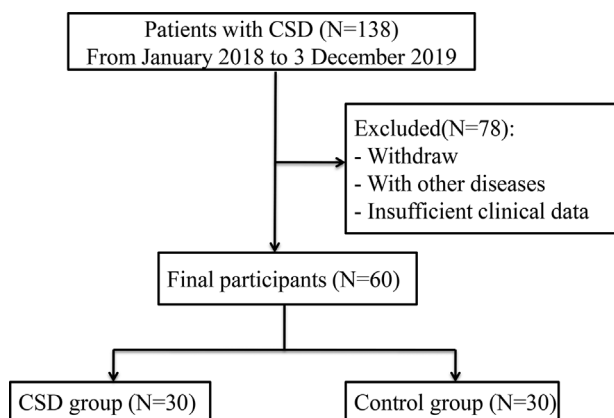 Patients with CSD (N=138)
From January 2018 to 3 December 2019
Excluded(N=78):
- Withdraw
- With other diseases
- Insufficient clinical data
Final participants (N=60)
CSD group (N=30)
Control group (N=30)